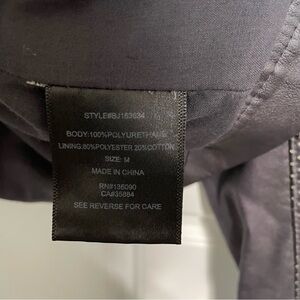 STYLE#BJ163634
BODY:100%POLYURETHANE
LINING:80%POLYESTER 20%COTTON
SIZE: M
MADE IN CHINA
RN#136090
CA#35884
SEE REVERSE FOR CARE